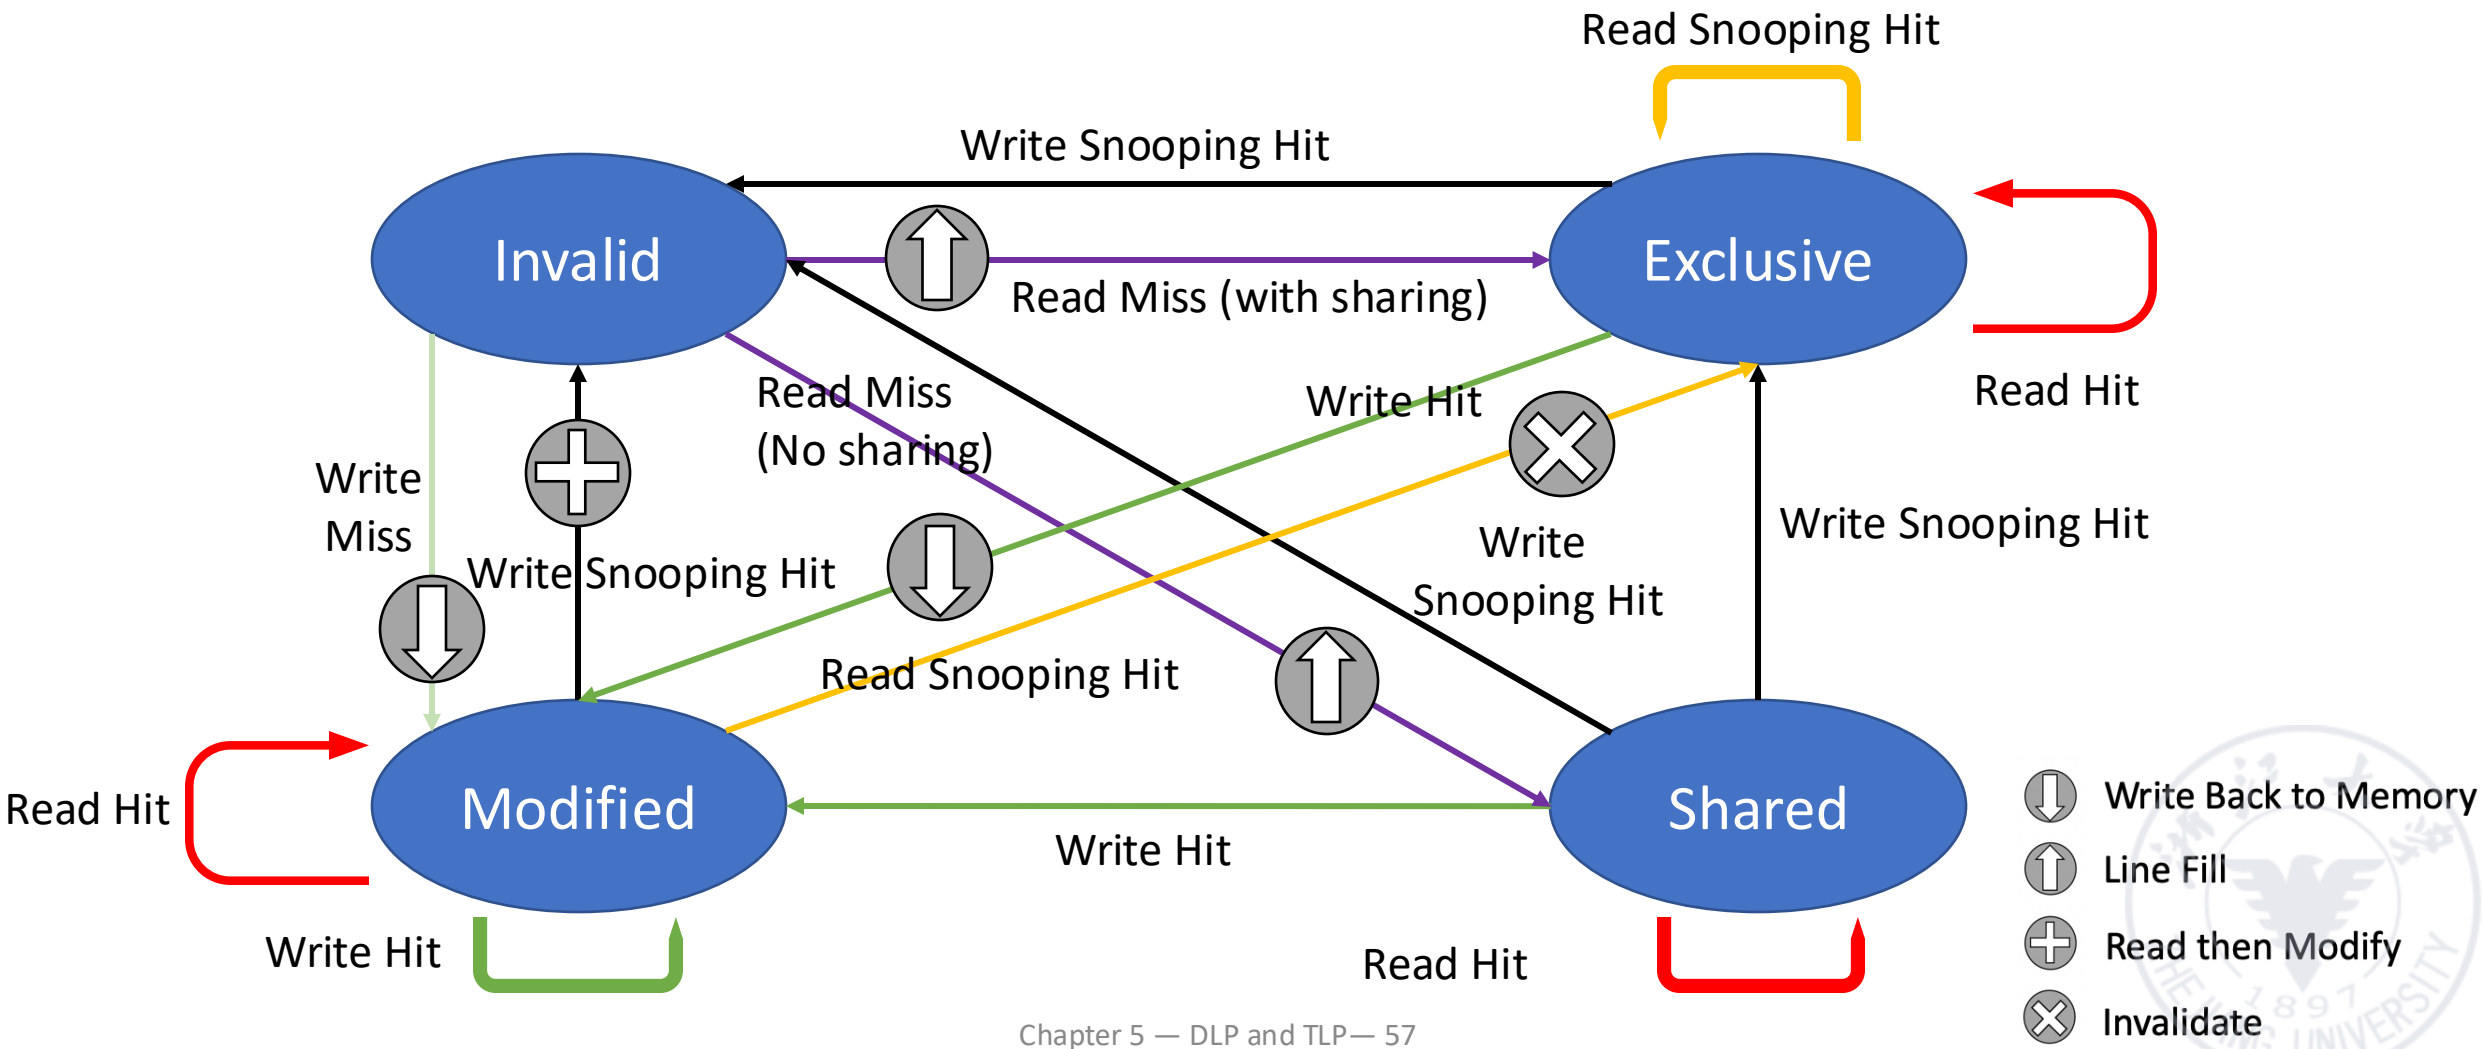 Read Snooping Hit
Write Snooping Hit
Invalid
Exclusive
Read Miss (with sharing)
Read Miss
(No sharing)
Write Hit
Read Hit
Write
Miss
Write Snooping Hit
Write
Snooping Hit
Write Snooping Hit
Read Snooping Hit
Read Hit
Modified
Shared
Write Hit
Write Hit
Read Hit
Write Back to Memory
Line Fill
Read then Modify
Invalidate
1897
UNIVERSITY
Chapter 5 — DLP and TLP— 57